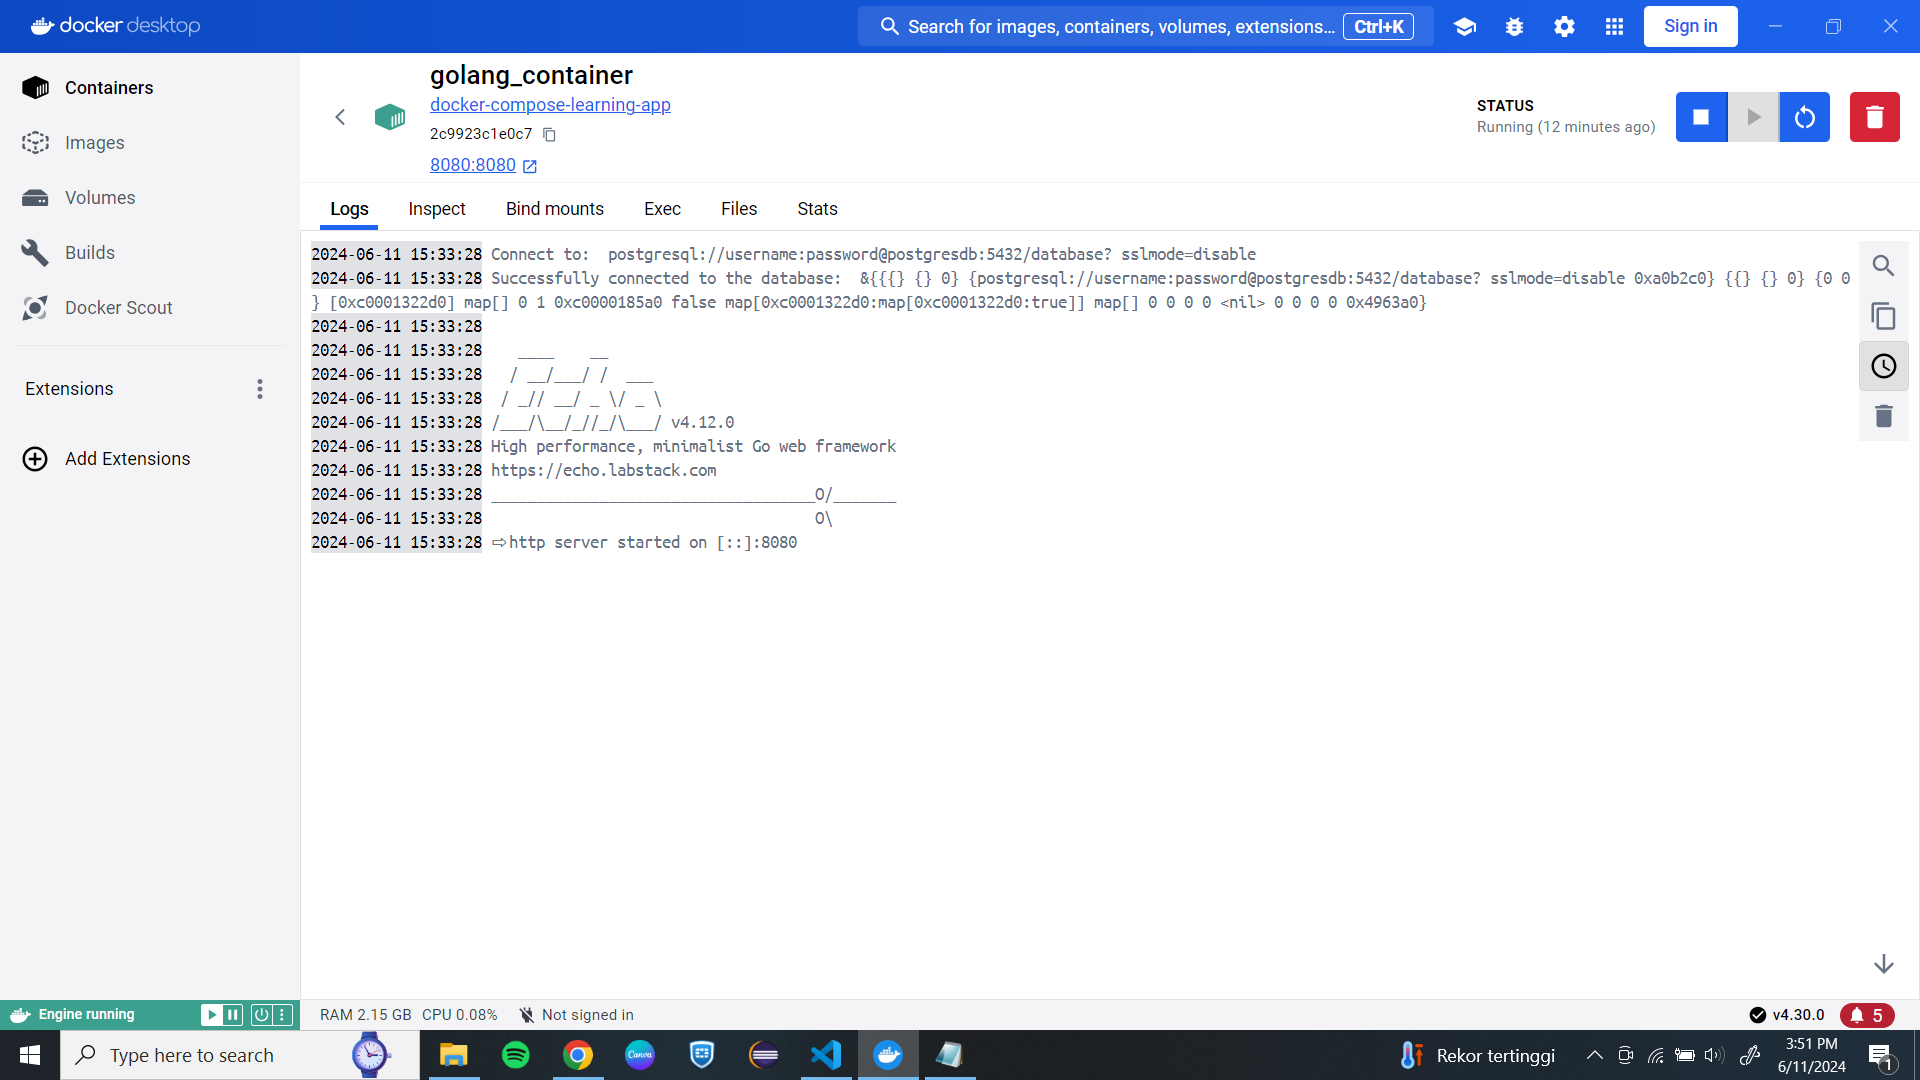 docker desktop
Search for images, containers, volumes, extensions... Ctrl+K
Sign in
Containers
Images
Volumes
Builds
Docker Scout
Extensions
Add Extensions
golang_container
docker-compose-learning-app
2c9923c1e0c7
8080:8080
STATUS
Running (12 minutes ago)
Logs Inspect Bind mounts Exec Files Stats
2024-06-11 15:33:28 Connect to:  postgresql://username:password@postgresdb:5432/database? sslmode=disable
2024-06-11 15:33:28 Successfully connected to the database:  &{{{} {} 0} {postgresql://username:password@postgresdb:5432/database? sslmode=disable 0xa0b2c0} {{} {} 0} {0 0
} [0xc0001322d0] map[] 0 1 0xc0000185a0 false map[0xc0001322d0:map[0xc0001322d0:true]] map[] 0 0 0 0 <nil> 0 0 0 0 0x4963a0}
2024-06-11 15:33:28
2024-06-11 15:33:28    ____    __
2024-06-11 15:33:28   / __/___/ /  ___
2024-06-11 15:33:28  / _// __/ _ \/ _ \
2024-06-11 15:33:28 /___/\__/_//_/\___/ v4.12.0
2024-06-11 15:33:28 High performance, minimalist Go web framework
2024-06-11 15:33:28 https://echo.labstack.com
2024-06-11 15:33:28 ____________________________________O/_______
2024-06-11 15:33:28                                     O\
2024-06-11 15:33:28 ⇨ http server started on [::]:8080
Engine running
RAM 2.15 GB CPU 0.08% Not signed in
v4.30.0
5
Type here to search
Canva
Rekor tertinggi
3:51 PM
6/11/2024
1